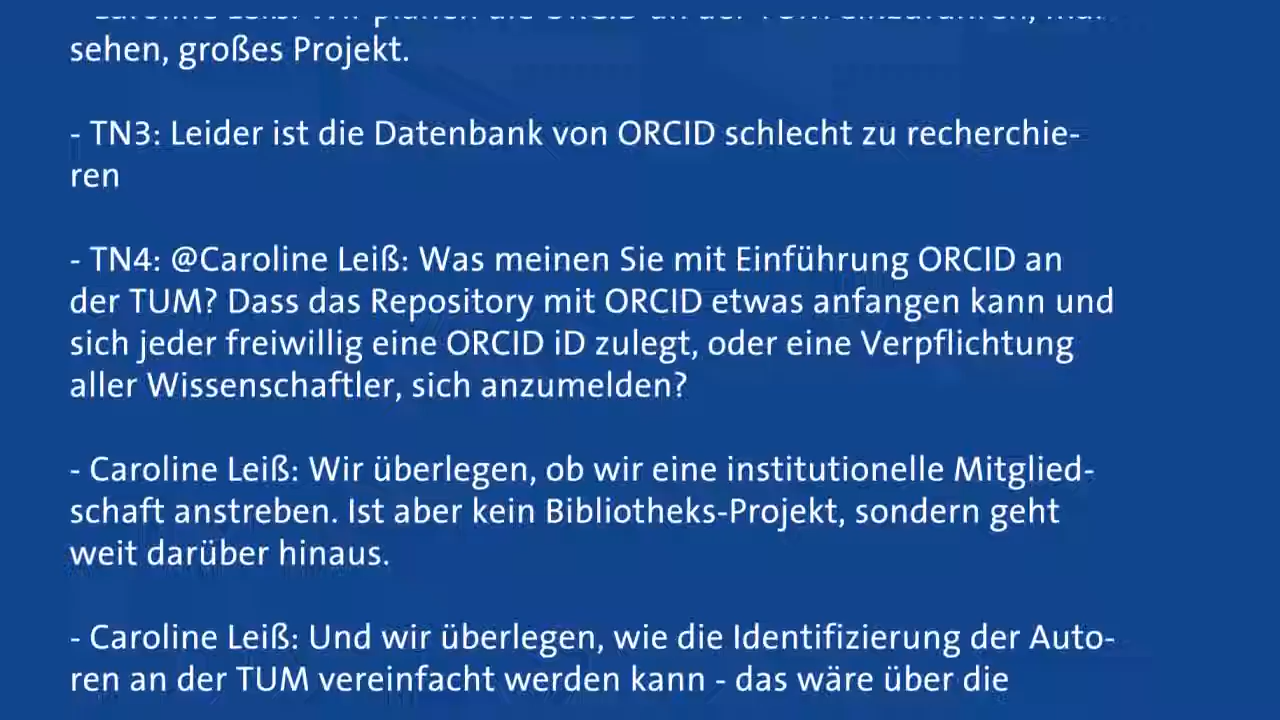 sehen, großes Projekt.
- TN3: Leider ist die Datenbank von ORCID schlecht zu recherchie-
ren
- TN4: @Caroline Leiß: Was meinen Sie mit Einführung ORCID an
der TUM? Dass das Repository mit ORCID etwas anfangen kann und
sich jeder freiwillig eine ORCID iD zulegt, oder eine Verpflichtung
aller Wissenschaftler, sich anzumelden?
- Caroline Leiß: Wir überlegen, ob wir eine institutionelle Mitglied-
schaft anstreben. Ist aber kein Bibliotheks-Projekt, sondern geht
weit darüber hinaus.
- Caroline Leiß: Und wir überlegen, wie die Identifizierung der Auto-
ren an der TUM vereinfacht werden kann - das wäre über die